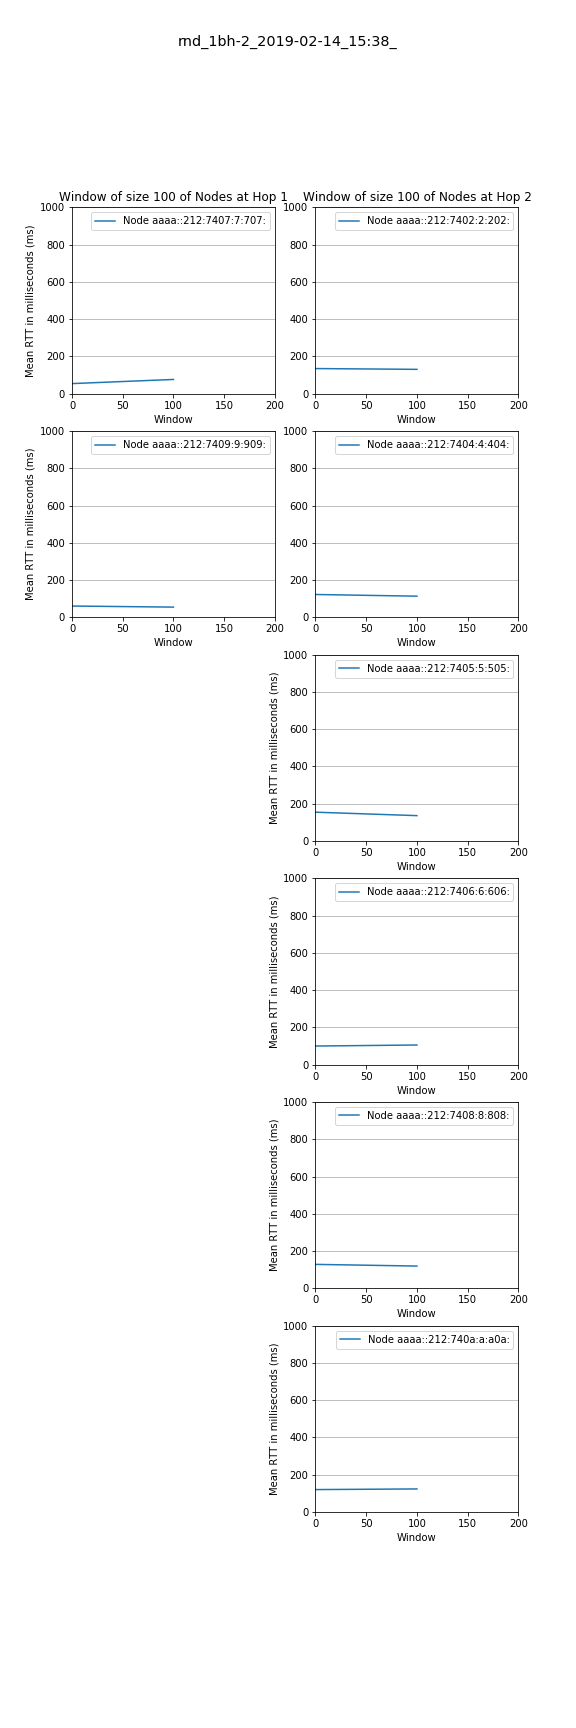 rnd_1bh-2_2019-02-14_15:38_
Window of size 100 of Nodes at Hop 1
Node aaaa::212:7407:7:707:
Mean RTT in milliseconds (ms)
1000
800
600
400
200
0
0 50 100 150 200
Window
Window of size 100 of Nodes at Hop 2
Node aaaa::212:7402:2:202:
1000
800
600
400
200
0
0 50 100 150 200
Window
Node aaaa::212:7409:9:909:
Mean RTT in milliseconds (ms)
1000
800
600
400
200
0
0 50 100 150 200
Window
Node aaaa::212:7404:4:404:
1000
800
600
400
200
0
0 50 100 150 200
Window
Node aaaa::212:7405:5:505:
Mean RTT in milliseconds (ms)
1000
800
600
400
200
0
0 50 100 150 200
Window
Node aaaa::212:7406:6:606:
Mean RTT in milliseconds (ms)
1000
800
600
400
200
0
0 50 100 150 200
Window
Node aaaa::212:7408:8:808:
Mean RTT in milliseconds (ms)
1000
800
600
400
200
0
0 50 100 150 200
Window
Node aaaa::212:740a:a:a0a:
Mean RTT in milliseconds (ms)
1000
800
600
400
200
0
0 50 100 150 200
Window